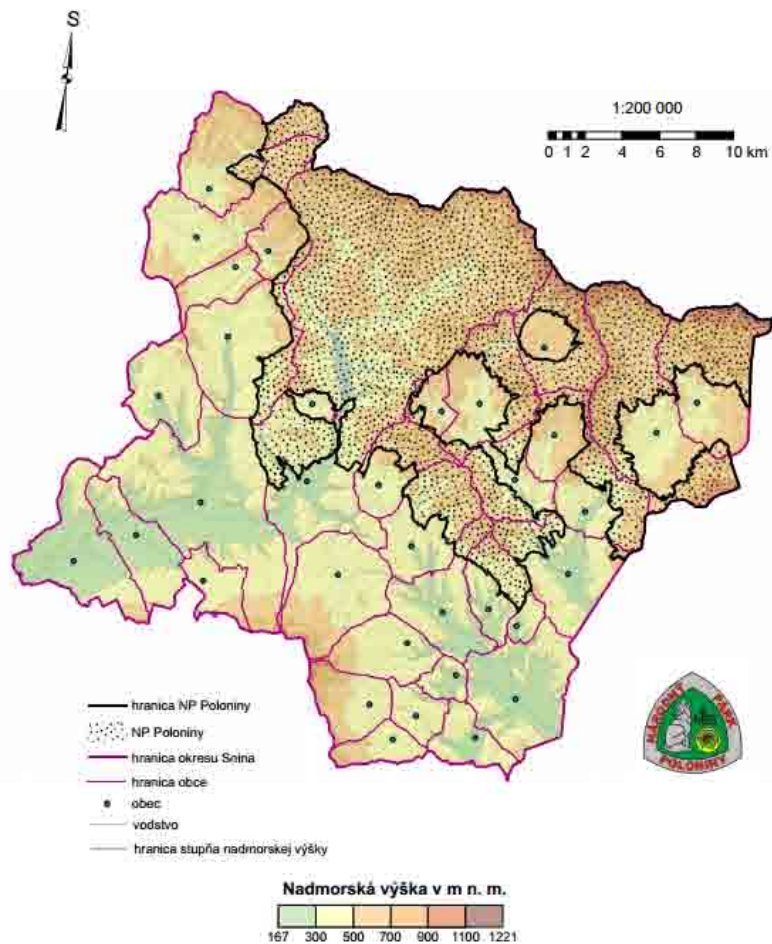 S
1:200 000
0 1 2 4 6 8 10 km
hranica NP Poloniny
NP Poloniny
hranica okresu Snina
hranica obce
obec
vodstvo
hranica stupňa nadmorskej výšky
NÁRODNÝ PARK
POLONINY
Nadmorská výška v m n. m.
167 300 500 700 900 1100 1221